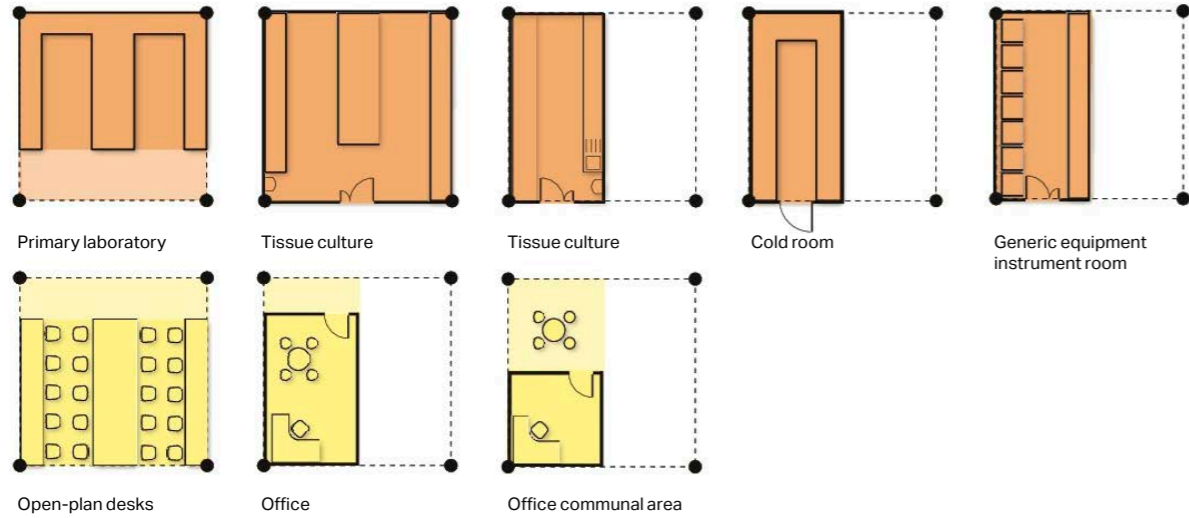 Primary laboratory
Tissue culture
Tissue culture
Cold room
Generic equipment
instrument room
Open-plan desks
Office
Office communal area